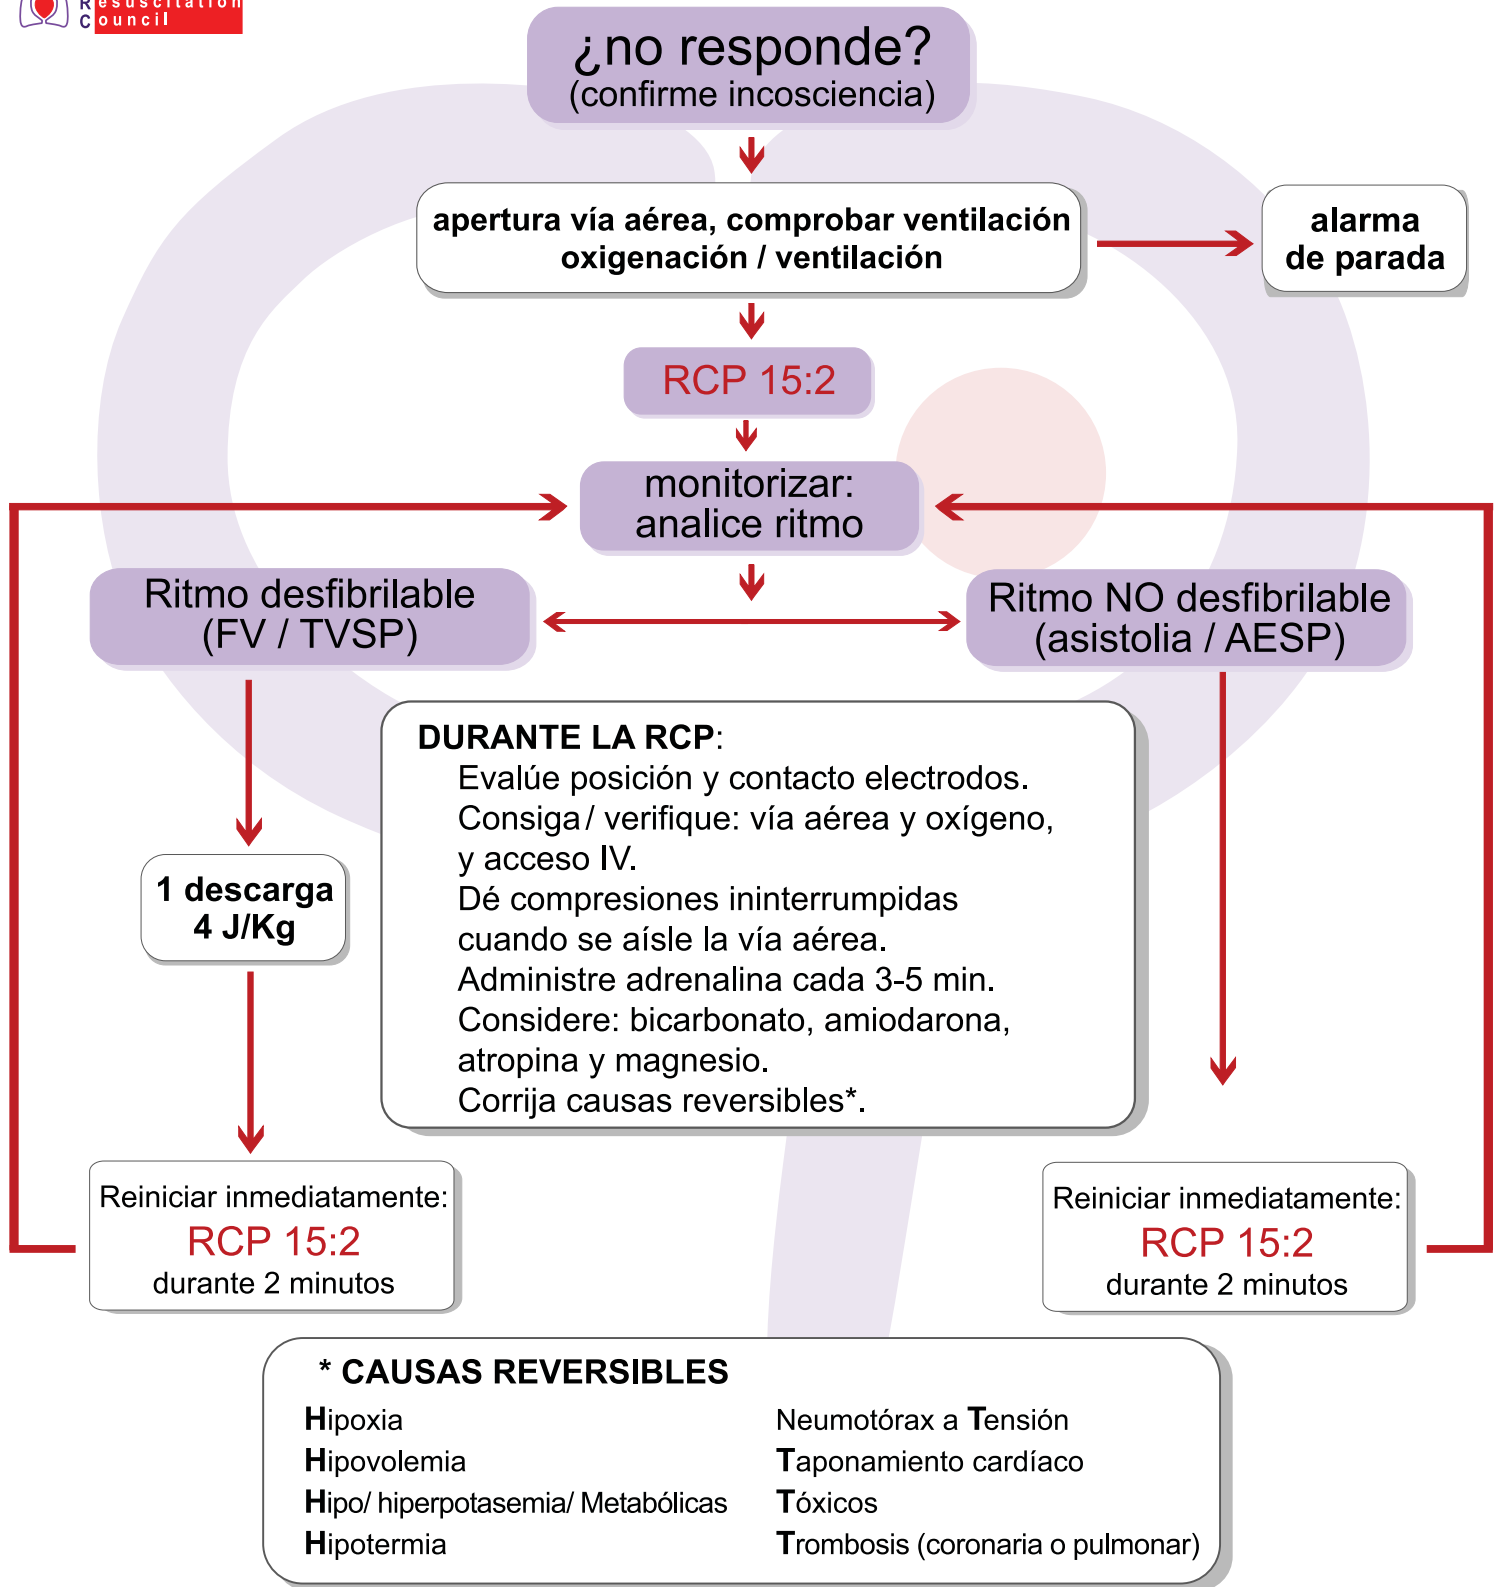 Resuscitation
Council
¿no responde?
(confirme incosciencia)
apertura vía aérea, comprobar ventilación
oxigenación / ventilación
alarma
de parada
RCP 15:2
monitorizar:
analice ritmo
Ritmo desfibrilable
(FV / TVSP)
Ritmo NO desfibrilable
(asistolia / AESP)
DURANTE LA RCP:
Evalúe posición y contacto electrodos.
Consiga/ verifique: vía aérea y oxígeno,
y acceso IV.
Dé compresiones ininterrumpidas
cuando se aísle la vía aérea.
Administre adrenalina cada 3-5 min.
Considere: bicarbonato, amiodarona,
atropina y magnesio.
Corrija causas reversibles*.
1 descarga
4 J/Kg
Reiniciar inmediatamente:
RCP 15:2
durante 2 minutos
Reiniciar inmediatamente:
RCP 15:2
durante 2 minutos
* CAUSAS REVERSIBLES
Hipoxia
Hipovolemia
Hipo/ hiperpotasemia/ Metabólicas
Hipotermia
Neumotórax a Tensión
Taponamiento cardíaco
Tóxicos
Trombosis (coronaria o pulmonar)